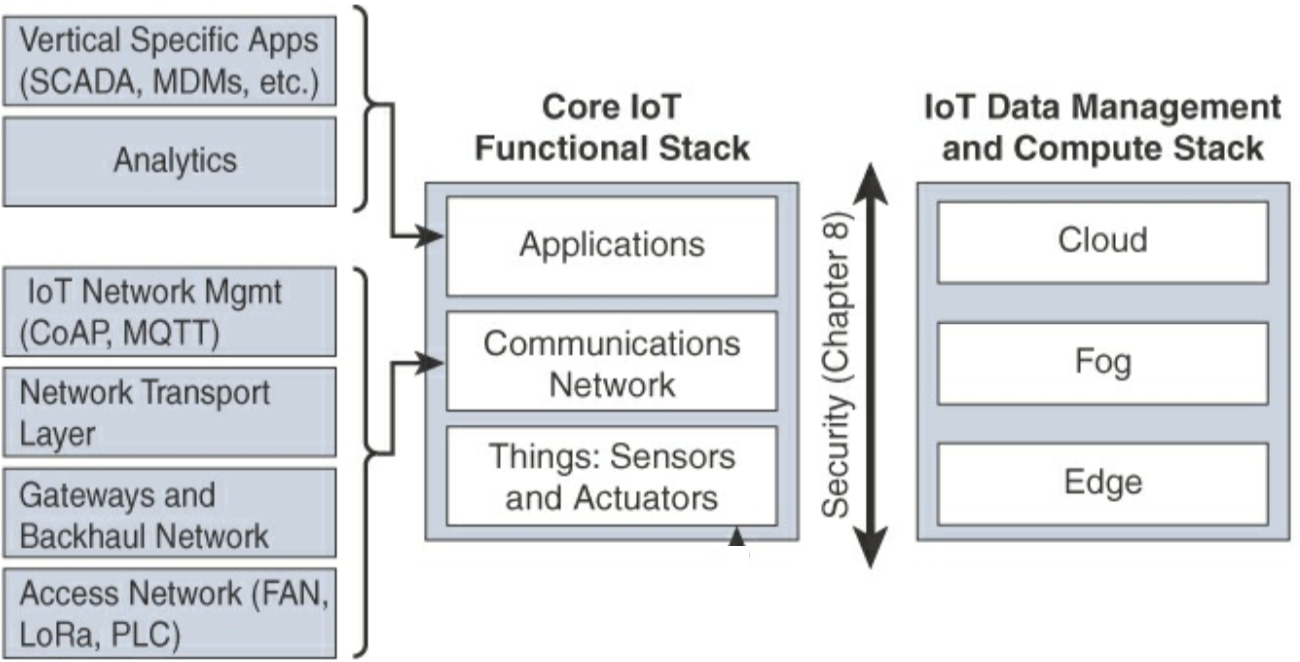 Vertical Specific Apps
(SCADA, MDMs, etc.)
Analytics
IoT Network Mgmt
(CoAP, MQTT)
Network Transport
Layer
Gateways and
Backhaul Network
Access Network (FAN,
LoRa, PLC)
Core IoT
Functional Stack
Applications
Communications
Network
Things: Sensors
and Actuators
Security (Chapter 8)
IoT Data Management
and Compute Stack
Cloud
Fog
Edge